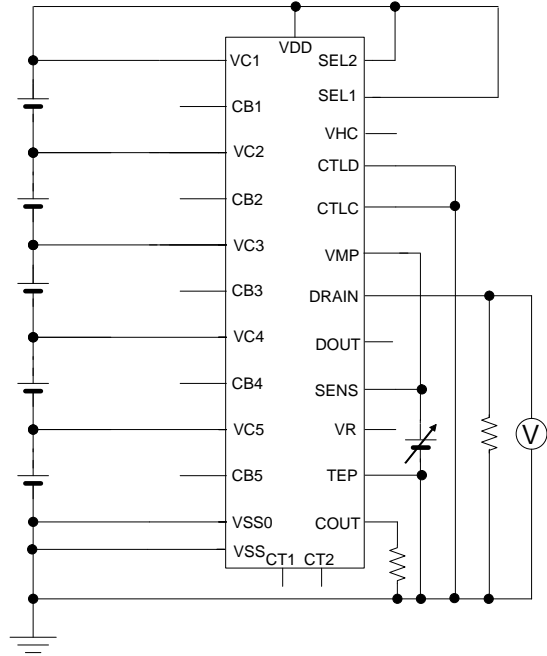 VDD
VC1
SEL2
CB1
SEL1
VHC
VC2
CTLD
CB2
CTLC
VC3
VMP
CB3
DRAIN
VC4
DOUT
CB4
SENS
VC5
VR
V
CB5
TEP
VSS0
COUT
VSS
CT1
CT2